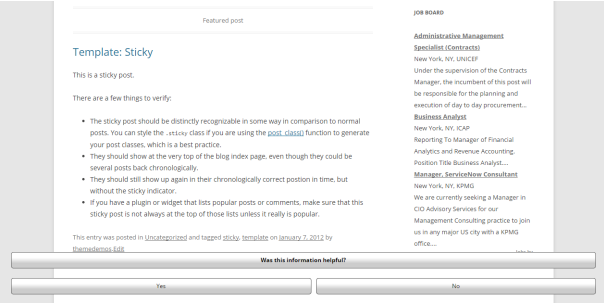 Featured post
Template: Sticky
This is a sticky post.
There are a few things to verify:
The sticky post should be distinctly recognizable in some way in comparison to normal
posts. You can style the .sticky class if you are using the post_class() function to generate
your post classes, which is a best practice.
They should show at the very top of the blog index page, even though they could be
several posts back chronologically.
They should still show up again in their chronologically correct postion in time, but
without the sticky indicator.
If you have a plugin or widget that lists popular posts or comments, make sure that this
sticky post is not always at the top of those lists unless it really is popular.
This entry was posted in Uncategorized and tagged sticky, template on January 7, 2012 by
themedemos.Edit
JOB BOARD
Administrative Management
Specialist (Contracts)
New York, NY, UNICEF
Under the supervision of the Contracts
Manager, the incumbent of this post will
be responsible for the planning and
execution of day to day procurement...
Business Analyst
New York, NY, ICAP
Reporting To Manager of Financial
Analytics and Revenue Accounting.
Position Title Business Analyst....
Manager, ServiceNow Consultant
New York, NY, KPMG
We are currently seeking a Manager in
CIO Advisory Services for our
Management Consulting practice to join
us in any major US city with a KPMG
office....
Was this information helpful?
Yes
No